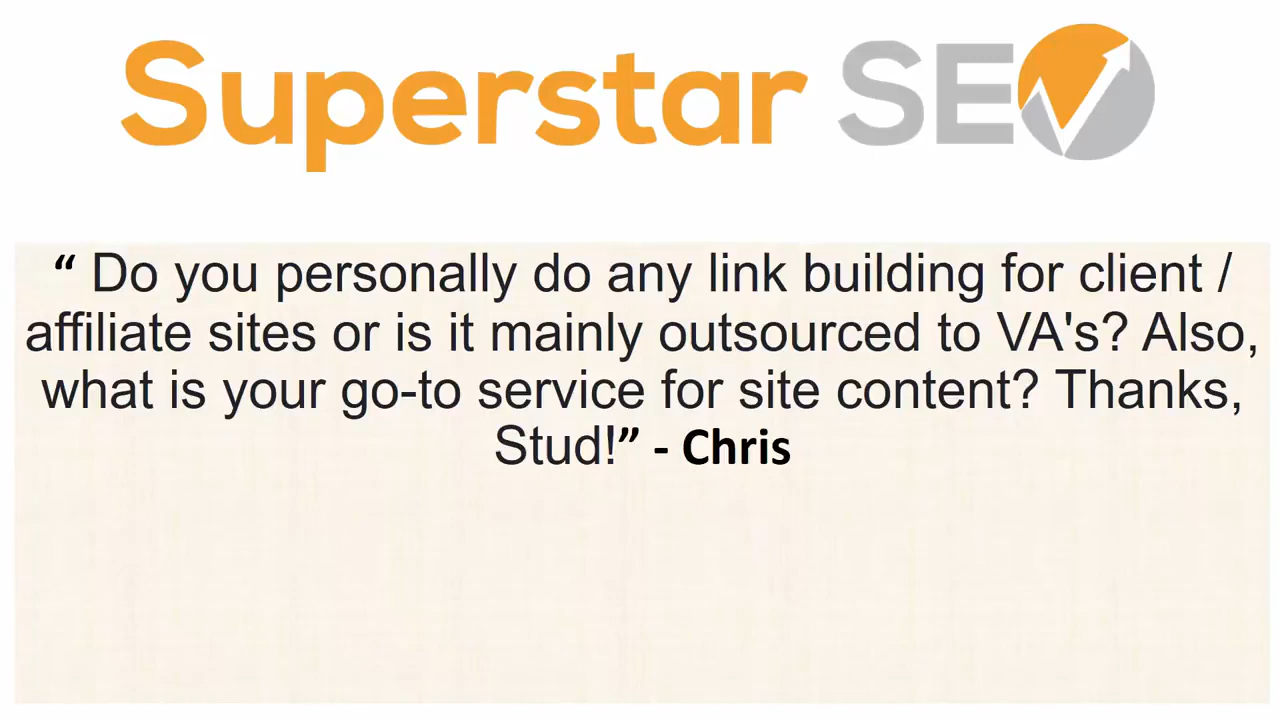 Superstar SEO
“ Do you personally do any link building for client /
affiliate sites or is it mainly outsourced to VA's? Also,
what is your go-to service for site content? Thanks,
Stud!” - Chris